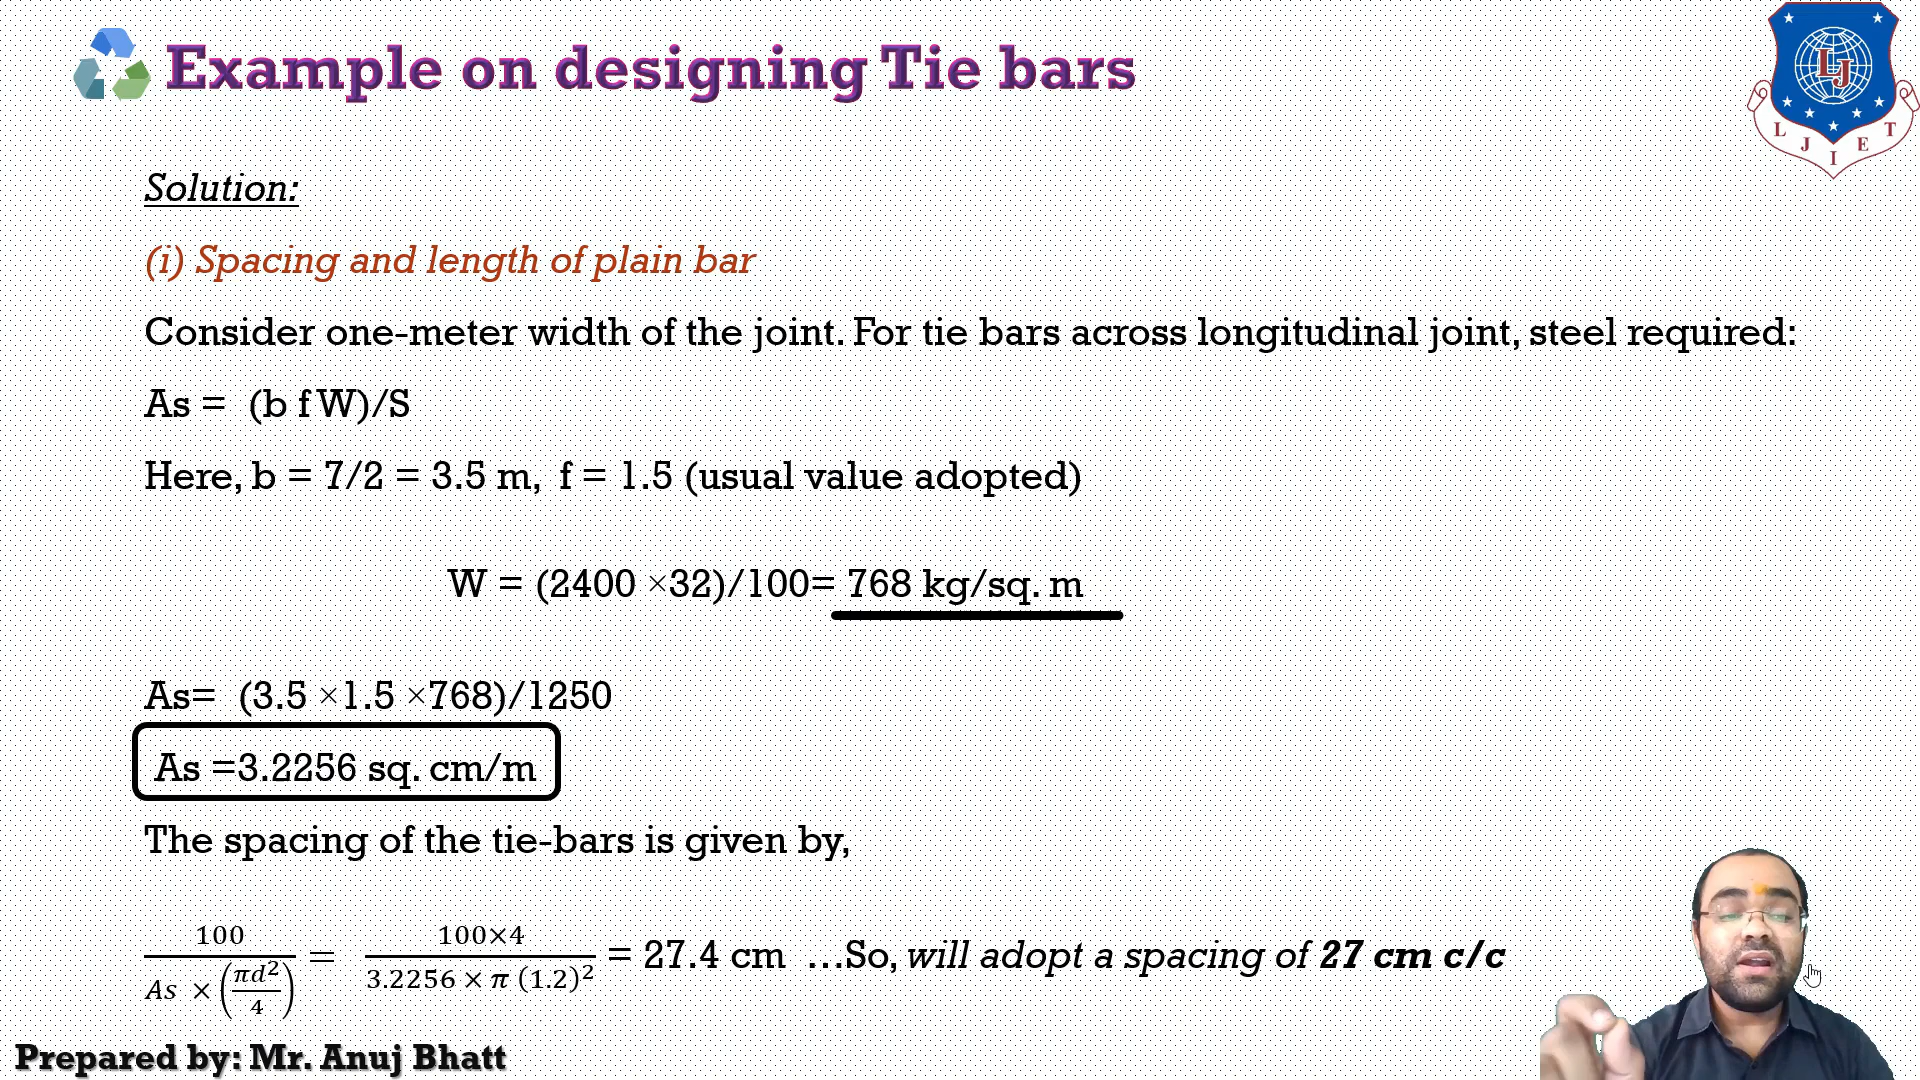 Example on designing Tie bars
LJ
L J I E T
Solution:
(i) Spacing and length of plain bar
Consider one-meter width of the joint. For tie bars across longitudinal joint, steel required:
As = (b f W)/S
Here, b = 7/2 = 3.5 m, f = 1.5 (usual value adopted)
W = (2400 ×32)/100= 768 kg/sq. m
As= (3.5 ×1.5 ×768)/1250
As =3.2256 sq. cm/m
The spacing of the tie-bars is given by,
100/(As × (πd²/4)) = (100×4)/(3.2256 × π (1.2)²) = 27.4 cm ...So, will adopt a spacing of 27 cm c/c
Prepared by: Mr. Anuj Bhatt